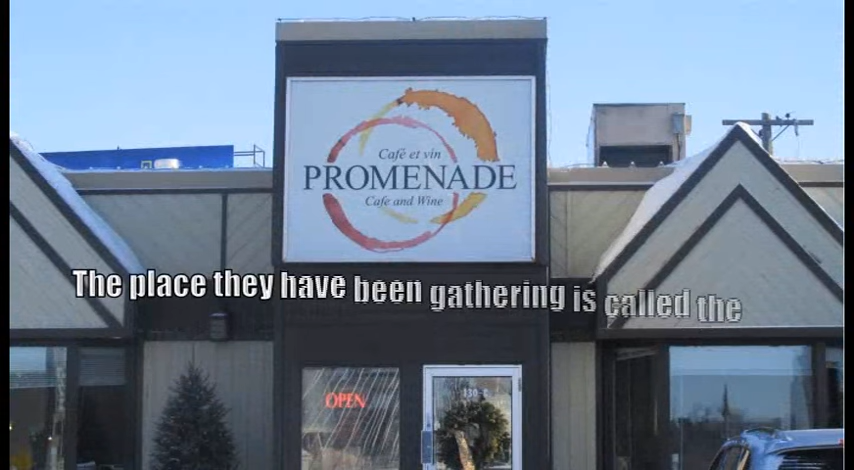 Café et vin
PROMENADE
Cafe and Wine
The place they have been gathering is called the
OPEN